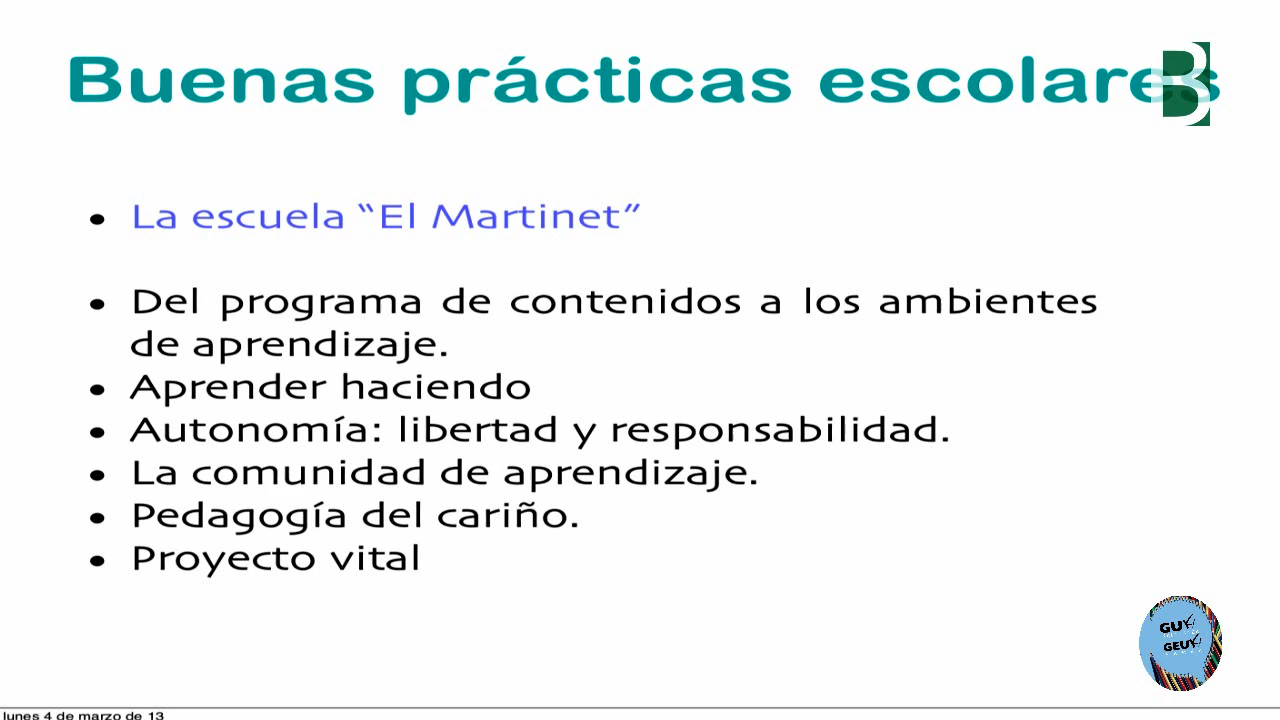 Buenas prácticas escolares
B
• La escuela “El Martinet”
• Del programa de contenidos a los ambientes
de aprendizaje.
• Aprender haciendo
• Autonomía: libertad y responsabilidad.
• La comunidad de aprendizaje.
• Pedagogía del cariño.
• Proyecto vital
GUY
GEUY
lunes 4 de marzo de 13